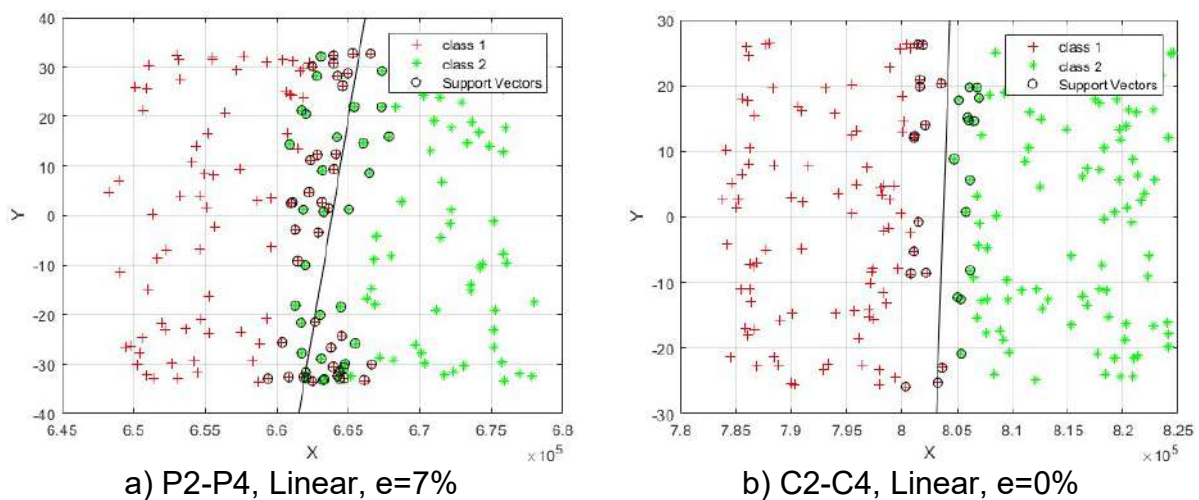 40
30
20
10
0
-10
-20
-30
-40
Y
class 1
class 2
Support Vectors
6.45 6.5 6.55 6.6 6.65 6.7 6.75 6.8
X
×10⁵
a) P2-P4, Linear, e=7%
30
20
10
0
-10
-20
-30
Y
class 1
class 2
Support Vectors
7.8 7.85 7.9 7.95 8 8.05 8.1 8.15 8.2 8.25
X
×10⁵
b) C2-C4, Linear, e=0%